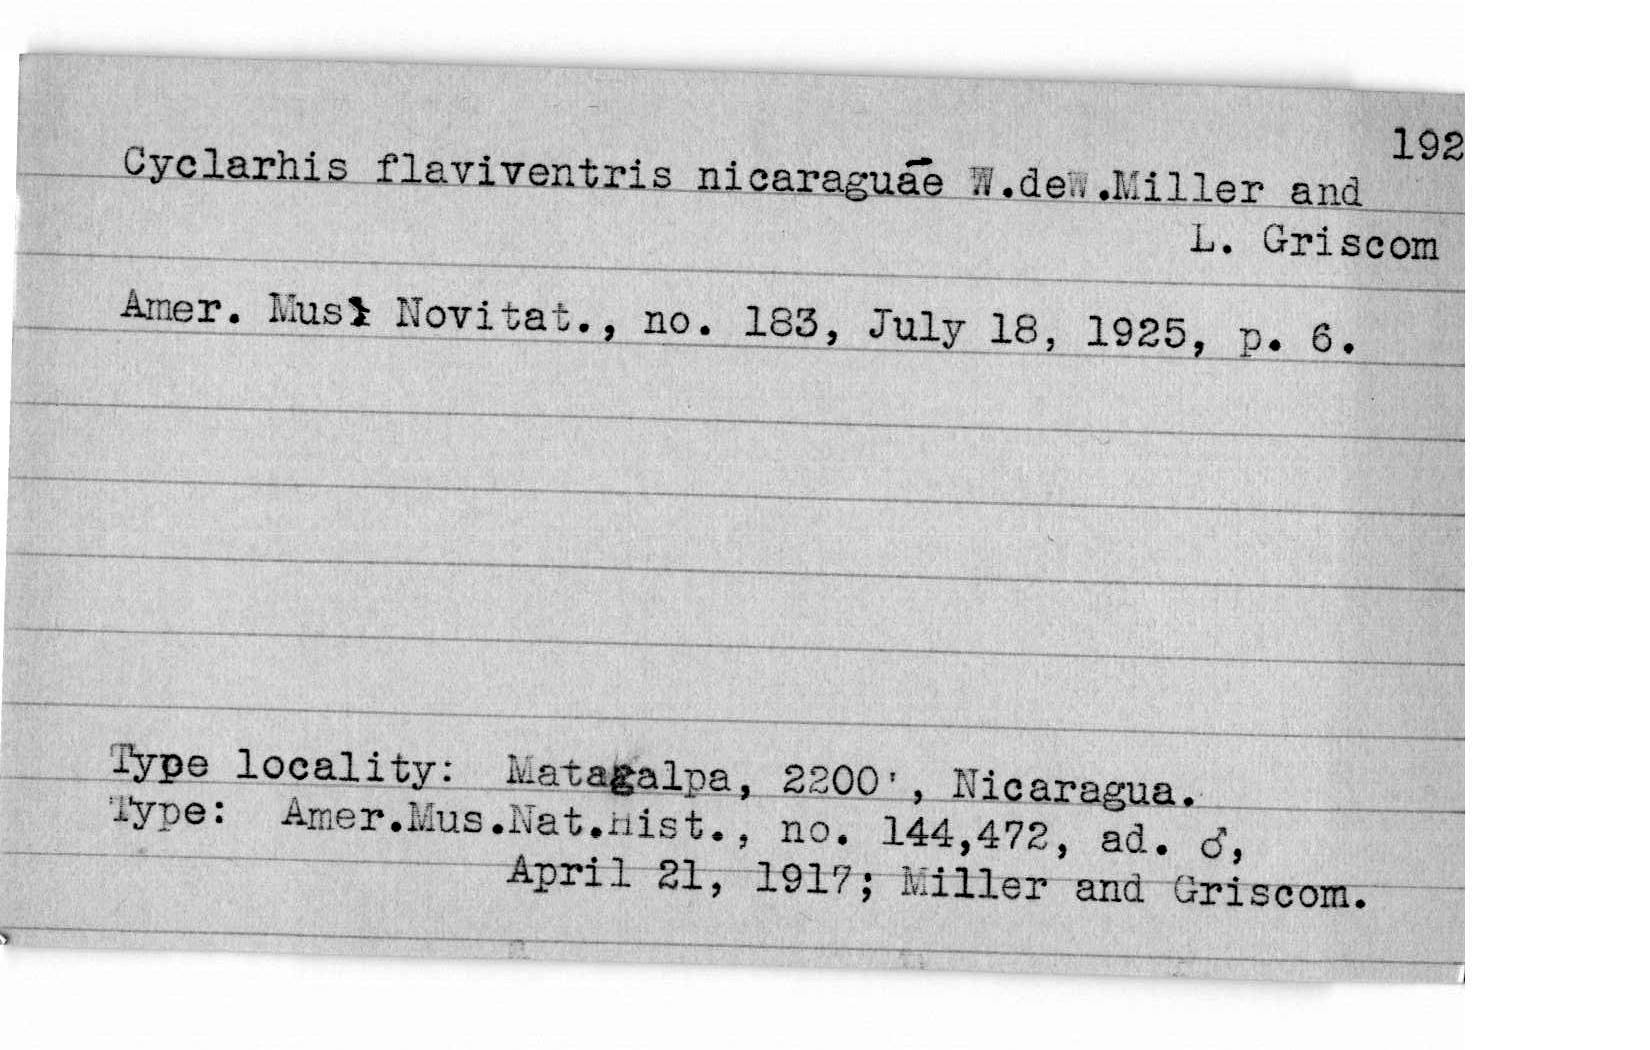 192
Cyclarhis flaviventris nicaraguāe W.deW.Miller and
L. Griscom
Amer. Mus. Novitat., no. 183, July 18, 1925, p. 6.
Type locality: Matagalpa, 2200', Nicaragua.
Type: Amer.Mus.Nat.Hist., no. 144,472, ad. ♂,
April 21, 1917; Miller and Griscom.